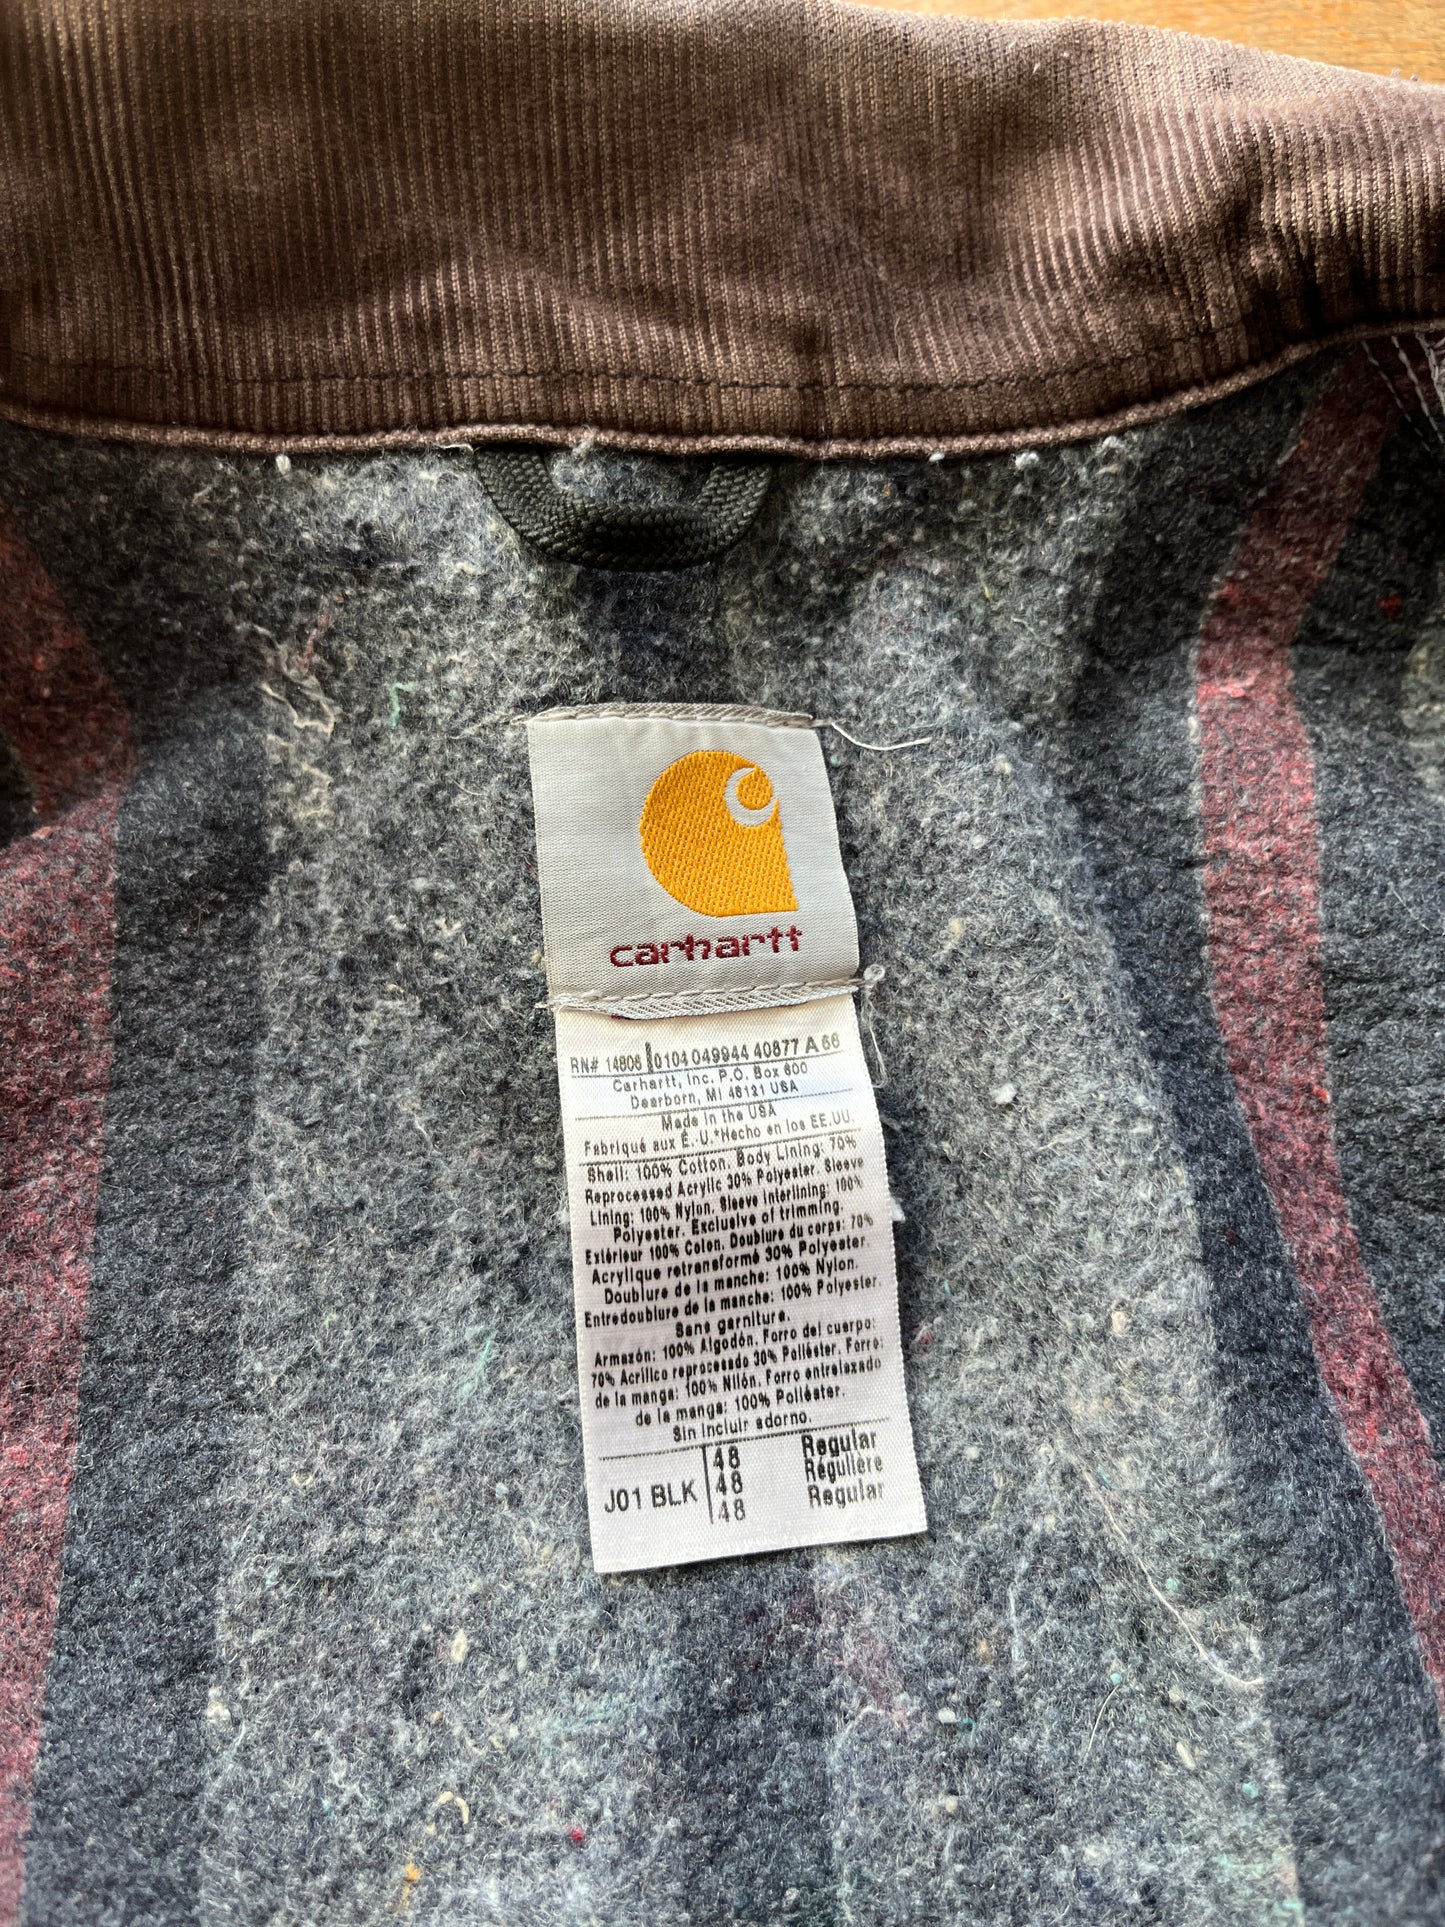 carhartt
RN# 14806 0104 049944 40677 A 66
Carhartt, Inc. P.O. Box 600
Dearborn, MI 48121 USA
Made in the USA
Fabriqué aux É.-U.*Hecho en los EE.UU.
Shell: 100% Cotton. Body Lining: 70%
Reprocessed Acrylic 30% Polyester. Sleeve
Lining: 100% Nylon. Sleeve Interlining: 100%
Polyester. Exclusive of trimming.
Extérieur 100% Coton. Doublure du corps: 70%
Acrylique retransformé 30% Polyester.
Doublure de la manche: 100% Nylon.
Entredoublure de la manche: 100% Polyester.
Sans garniture.
Armazón: 100% Algodón. Forro del cuerpo:
70% Acrílico reprocesado 30% Poliéster. Forro
de la manga: 100% Nilón. Forro entrelazado
de la manga: 100% Poliéster.
Sin incluir adorno.
48 Regular
J01 BLK 48 Régulière
48 Regular